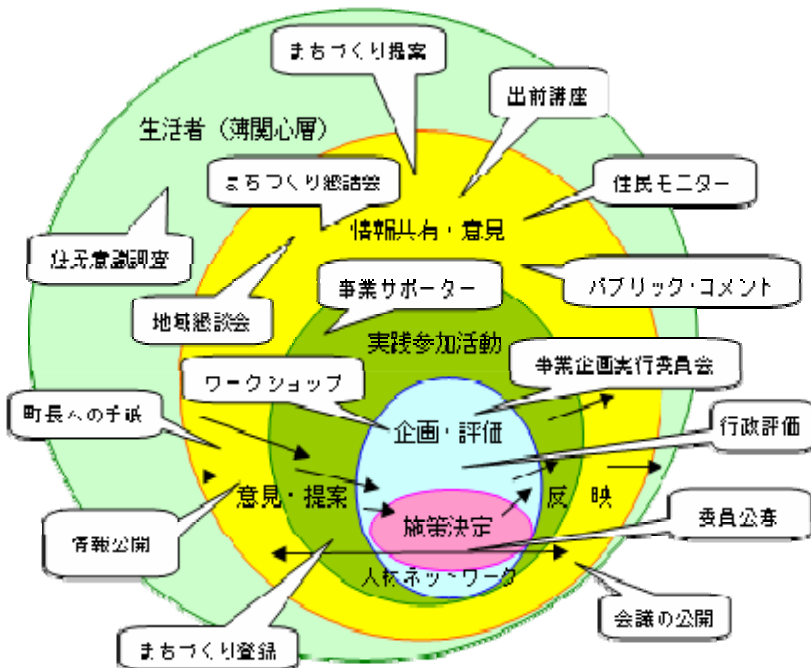 まちづくり提案
出前講座
生活者（薄関心層）
まちづくり懇話会
住民モニター
情報共有・意見
住民意識調査
事業サポーター
パブリック・コメント
地域懇談会
実践参加活動
事業企画実行委員会
ワークショップ
町長への手紙
企画・評価
行政評価
意見・提案
反　映
施策決定
委員公募
情報公開
人材ネットワーク
会議の公開
まちづくり登録